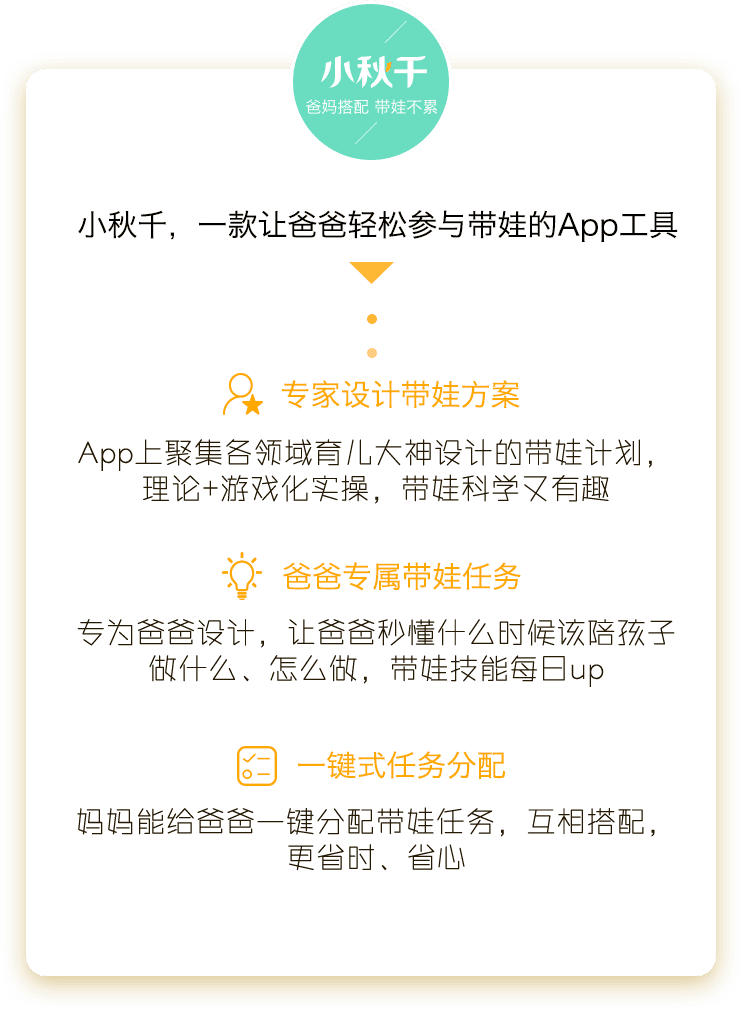 小秋千
爸妈搭配 带娃不累
小秋千，一款让爸爸轻松参与带娃的App工具
专家设计带娃方案
App上聚集各领域育儿大神设计的带娃计划，
理论+游戏化实操，带娃科学又有趣
爸爸专属带娃任务
专为爸爸设计，让爸爸秒懂什么时候该陪孩子
做什么、怎么做，带娃技能每日up
一键式任务分配
妈妈能给爸爸一键分配带娃任务，互相搭配，
更省时、省心